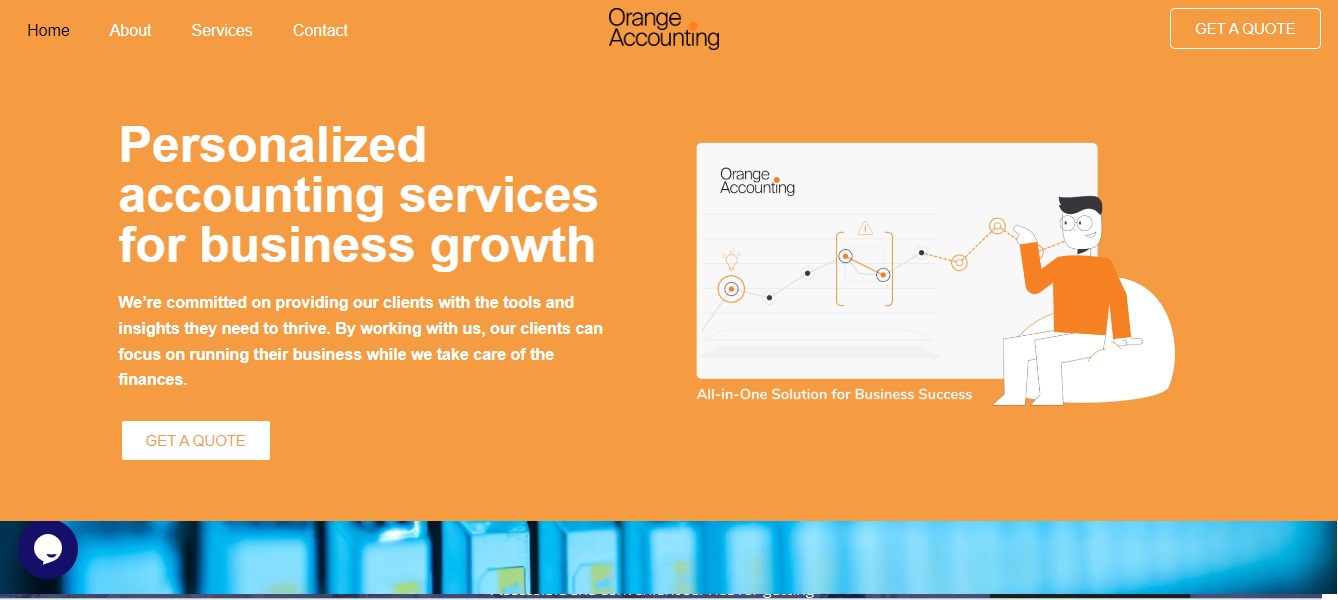 Home About Services Contact
Orange
Accounting
GET A QUOTE
Personalized
accounting services
for business growth
We’re committed on providing our clients with the tools and
insights they need to thrive. By working with us, our clients can
focus on running their business while we take care of the
finances.
GET A QUOTE
Orange
Accounting
All-in-One Solution for Business Success